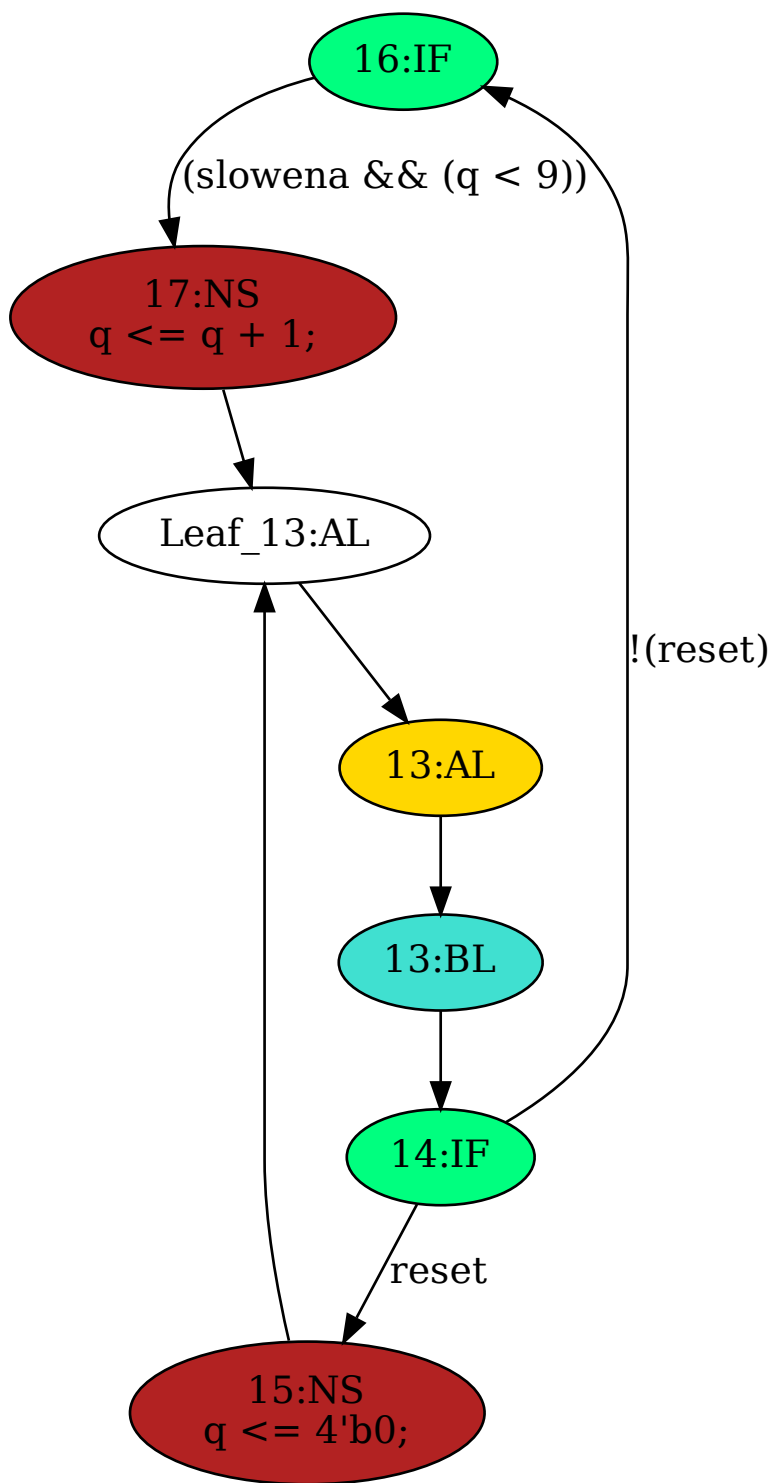 16:IF
(slowena && (q < 9))
17:NS
q <= q + 1;
Leaf_13:AL
!(reset)
13:AL
13:BL
14:IF
reset
15:NS
q <= 4'b0;